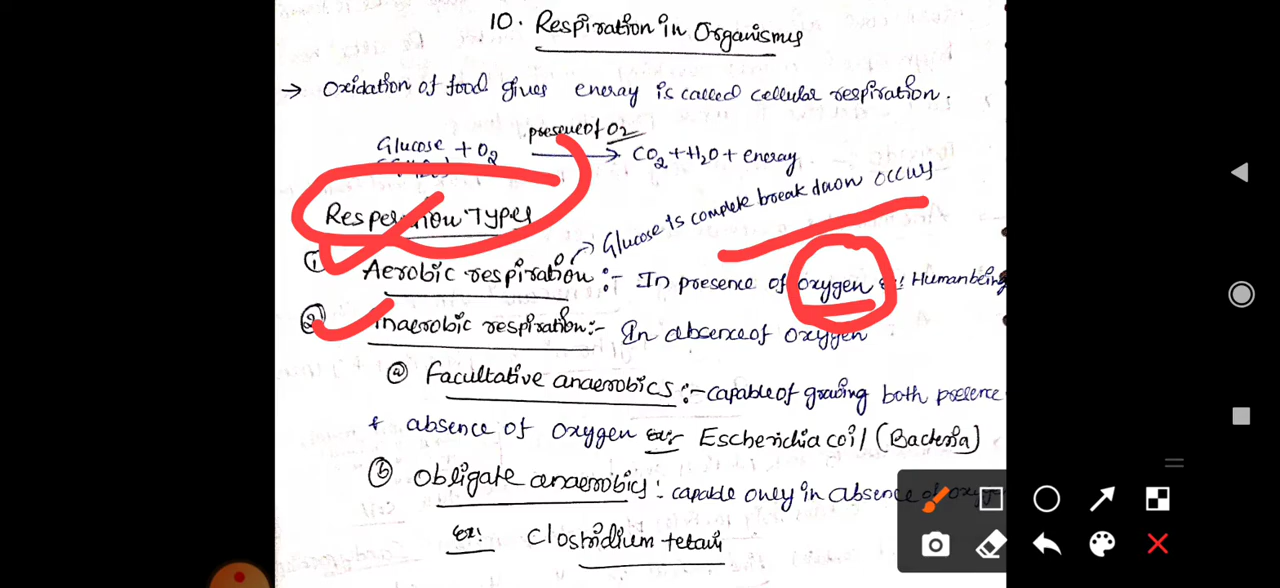 10. Respiration in Organisms
→ Oxidation of food gives energy is called cellular respiration.
presence of O2
Glucose + O2 → CO2 + H2O + energy
Respiration Types
Glucose is complete break down occurs
① Aerobic respiration :- In presence of oxygen ex! Human being
② Anaerobic respiration :- In absence of oxygen
ⓐ Facultative anaerobics :- capable of growing both presence
+ absence of oxygen ex:- Escherichia coil (Bacteria)
ⓑ Obligate anaerobics : capable only in absence of oxygen
ex! Clostridium tetani